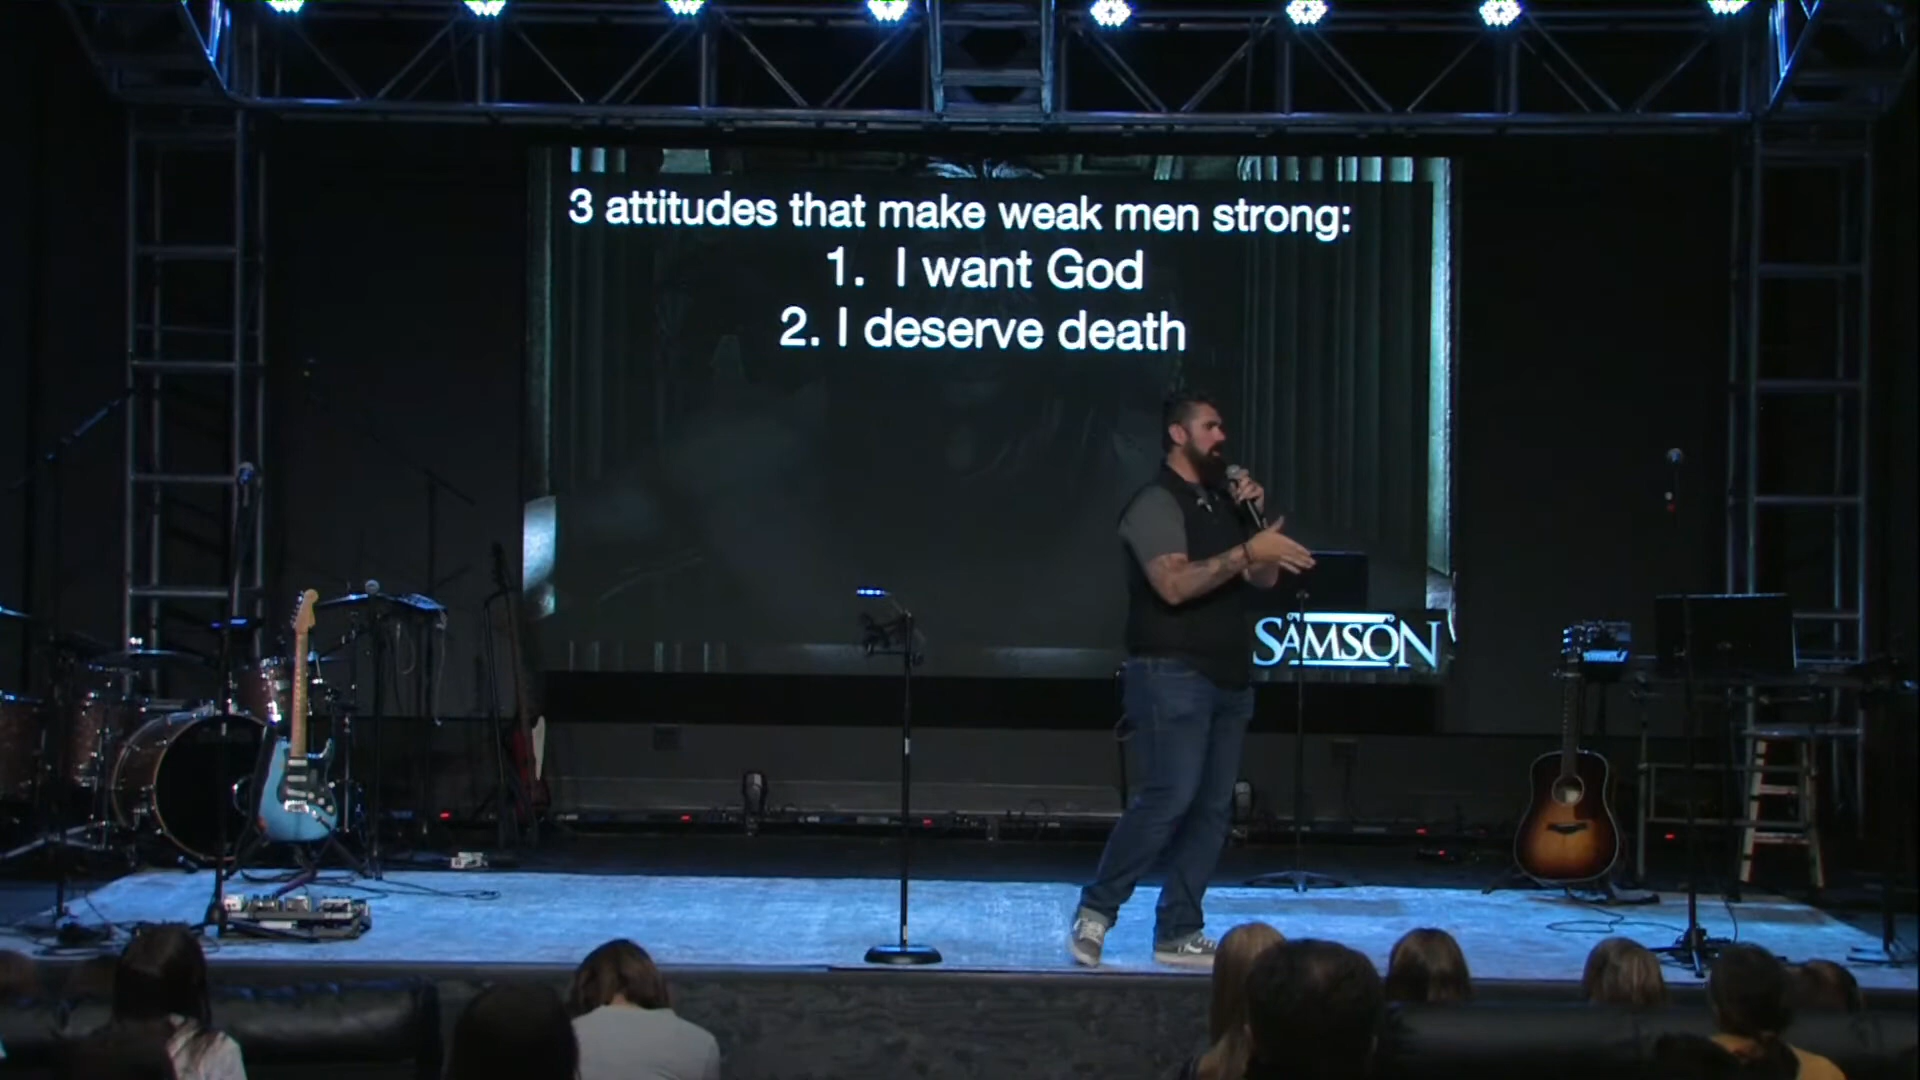 3 attitudes that make weak men strong:
1. I want God
2. I deserve death
SAMSON